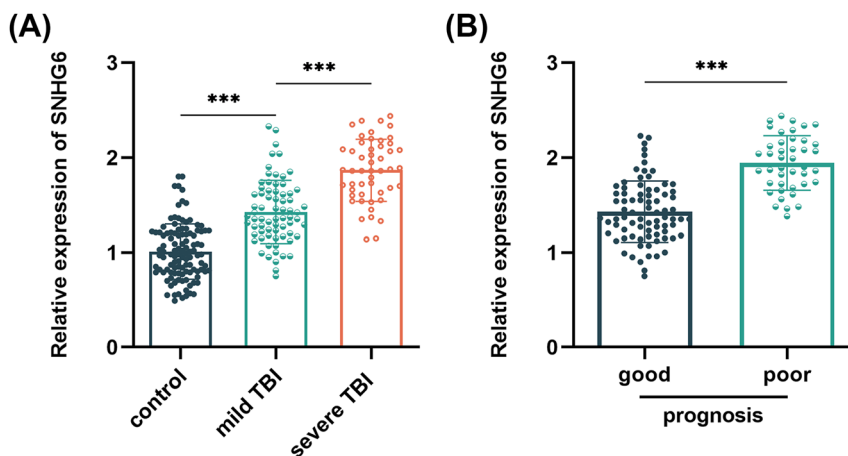 (A)
Relative expression of SNHG6
3
2
1
0
***
***
control
mild TBI
severe TBI
(B)
Relative expression of SNHG6
3
2
1
0
***
good
poor
prognosis